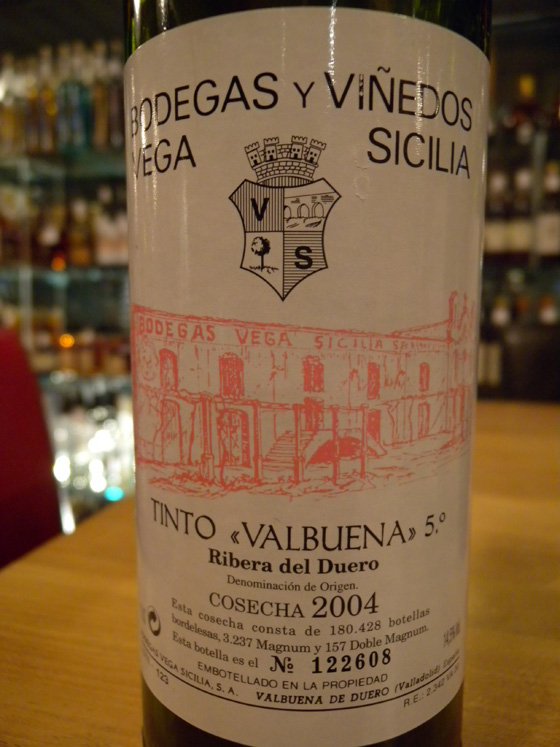 BODEGAS Y VIÑEDOS
VEGA SICILIA
V
S
BODEGAS VEGA SICILIA
TINTO «VALBUENA» 5.º
Ribera del Duero
Denominación de Origen.
COSECHA 2004
Esta cosecha consta de 180.428 botellas
bordelesas, 3.237 Magnum y 157 Doble Magnum.
Esta botella es el Nº 122608
EMBOTELLADO EN LA PROPIEDAD
VEGA SICILIA, S. A. VALBUENA DE DUERO (Valladolid)